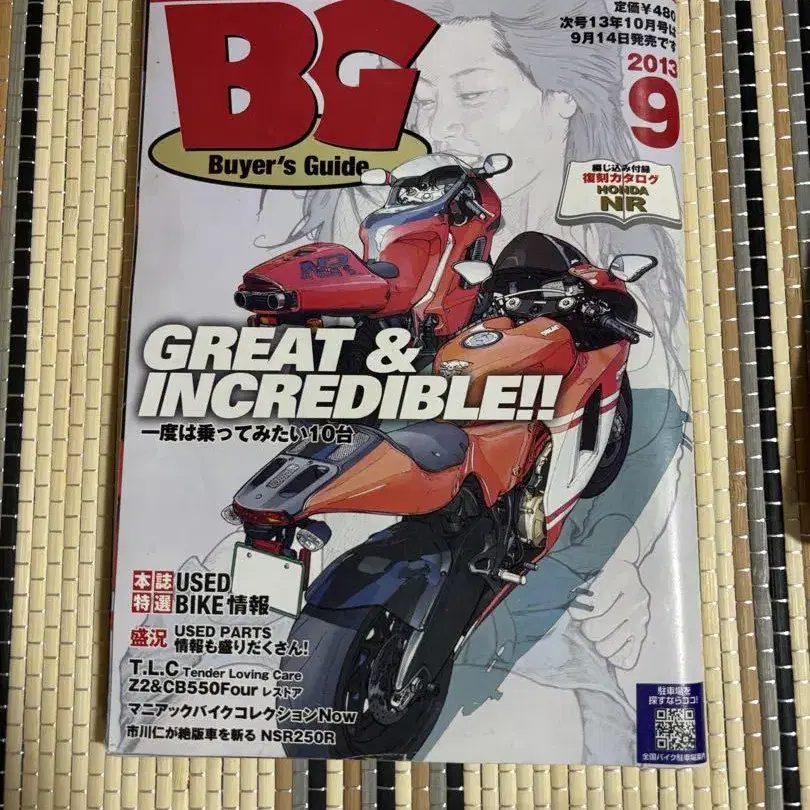 BG
Buyer's Guide
定価¥480
次号13年10月号は
9月14日発売です
2013
9
綴じ込み付録
復刻カタログ
HONDA
NR
NR
GREAT &
INCREDIBLE!!
一度は乗ってみたい10台
本誌
特選
USED
BIKE情報
盛況
USED PARTS
情報も盛りだくさん!
T.L.C Tender Loving Care
Z2&CB550Four レストア
マニアックバイクコレクションNow
市川仁が絶版車を斬る NSR250R
駐車場を
探すならココ!
全国バイク駐車場案内